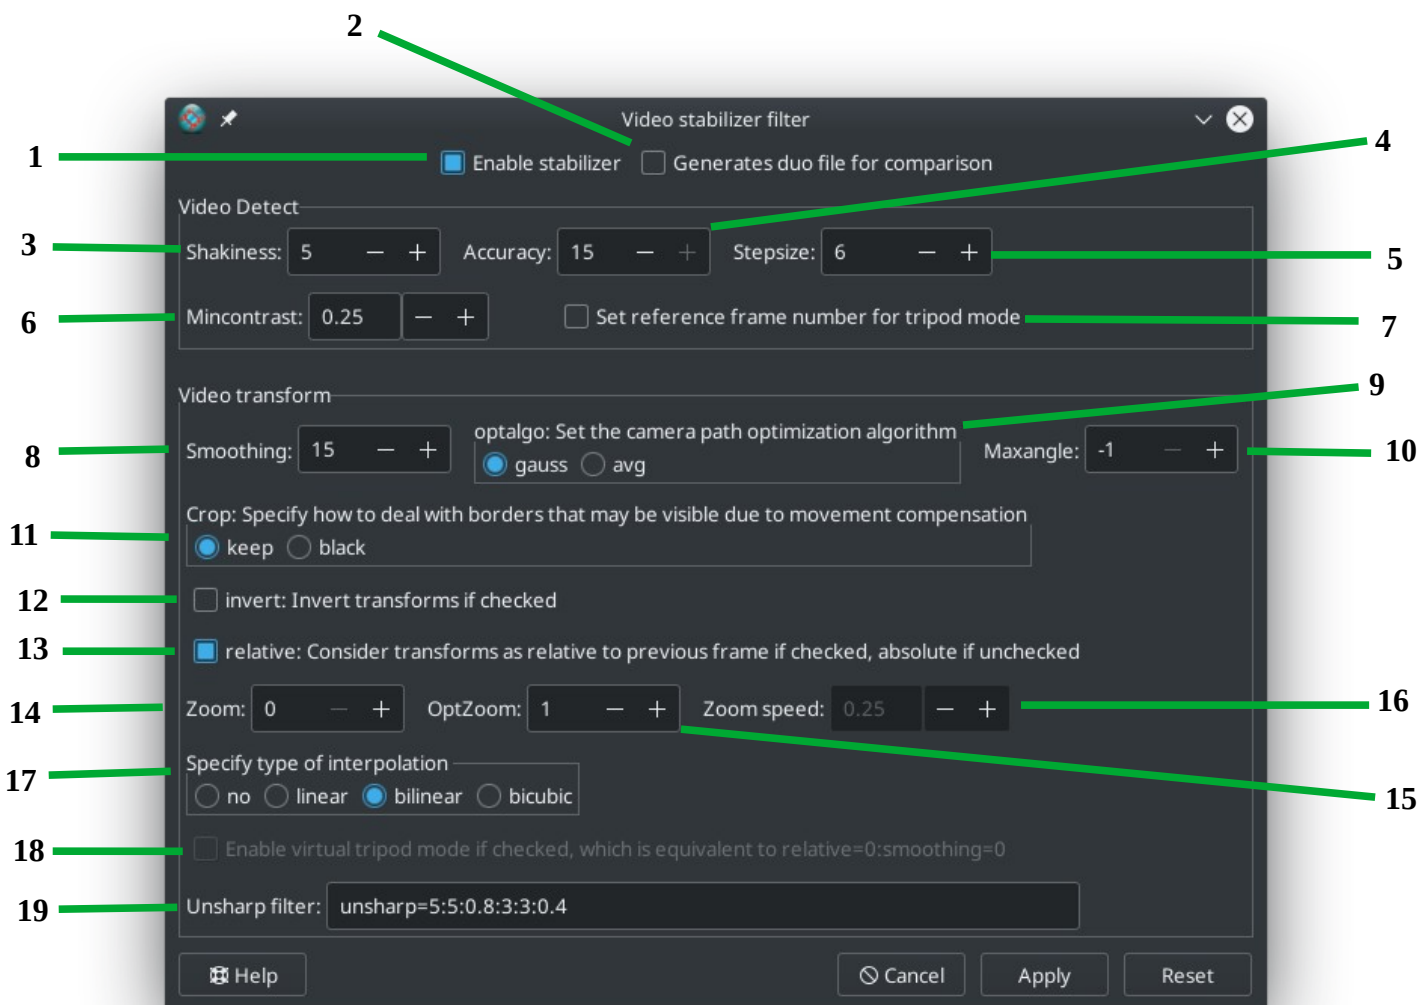 2
Video stabilizer filter
1
Enable stabilizer Generates duo file for comparison
4
Video Detect
3
Shakiness: 5 − + Accuracy: 15 − + Stepsize: 6 − +
5
6
Mincontrast: 0.25 − + Set reference frame number for tripod mode
7
Video transform
9
8
Smoothing: 15 − +
optalgo: Set the camera path optimization algorithm
gauss avg
Maxangle: -1 − +
10
Crop: Specify how to deal with borders that may be visible due to movement compensation
11
keep black
12
invert: Invert transforms if checked
13
relative: Consider transforms as relative to previous frame if checked, absolute if unchecked
14
Zoom: 0 − + OptZoom: 1 − + Zoom speed: 0.25 − +
16
Specify type of interpolation
17
no linear bilinear bicubic
15
18
Enable virtual tripod mode if checked, which is equivalent to relative=0:smoothing=0
19
Unsharp filter: unsharp=5:5:0.8:3:3:0.4
Help Cancel Apply Reset